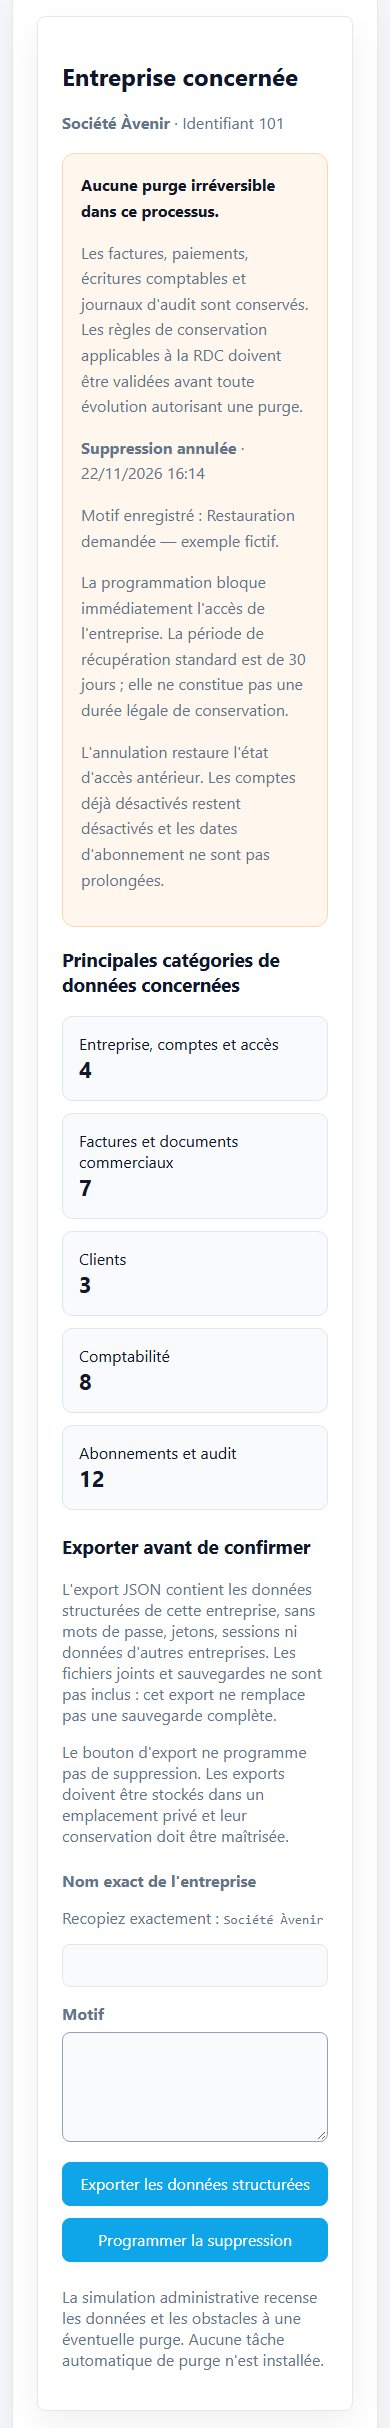 Entreprise concernée
Société Àvenir · Identifiant 101
Aucune purge irréversible
dans ce processus.
Les factures, paiements,
écritures comptables et
journaux d'audit sont conservés.
Les règles de conservation
applicables à la RDC doivent
être validées avant toute
évolution autorisant une purge.
Suppression annulée ·
22/11/2026 16:14
Motif enregistré : Restauration
demandée — exemple fictif.
La programmation bloque
immédiatement l'accès de
l'entreprise. La période de
récupération standard est de 30
jours ; elle ne constitue pas une
durée légale de conservation.
L'annulation restaure l'état
d'accès antérieur. Les comptes
déjà désactivés restent
désactivés et les dates
d'abonnement ne sont pas
prolongées.
Principales catégories de
données concernées
Entreprise, comptes et accès
4
Factures et documents
commerciaux
7
Clients
3
Comptabilité
8
Abonnements et audit
12
Exporter avant de confirmer
L'export JSON contient les données
structurées de cette entreprise, sans
mots de passe, jetons, sessions ni
données d'autres entreprises. Les
fichiers joints et sauvegardes ne sont
pas inclus : cet export ne remplace
pas une sauvegarde complète.
Le bouton d'export ne programme
pas de suppression. Les exports
doivent être stockés dans un
emplacement privé et leur
conservation doit être maîtrisée.
Nom exact de l'entreprise
Recopiez exactement : Société Àvenir
Motif
Exporter les données structurées
Programmer la suppression
La simulation administrative recense
les données et les obstacles à une
éventuelle purge. Aucune tâche
automatique de purge n'est installée.